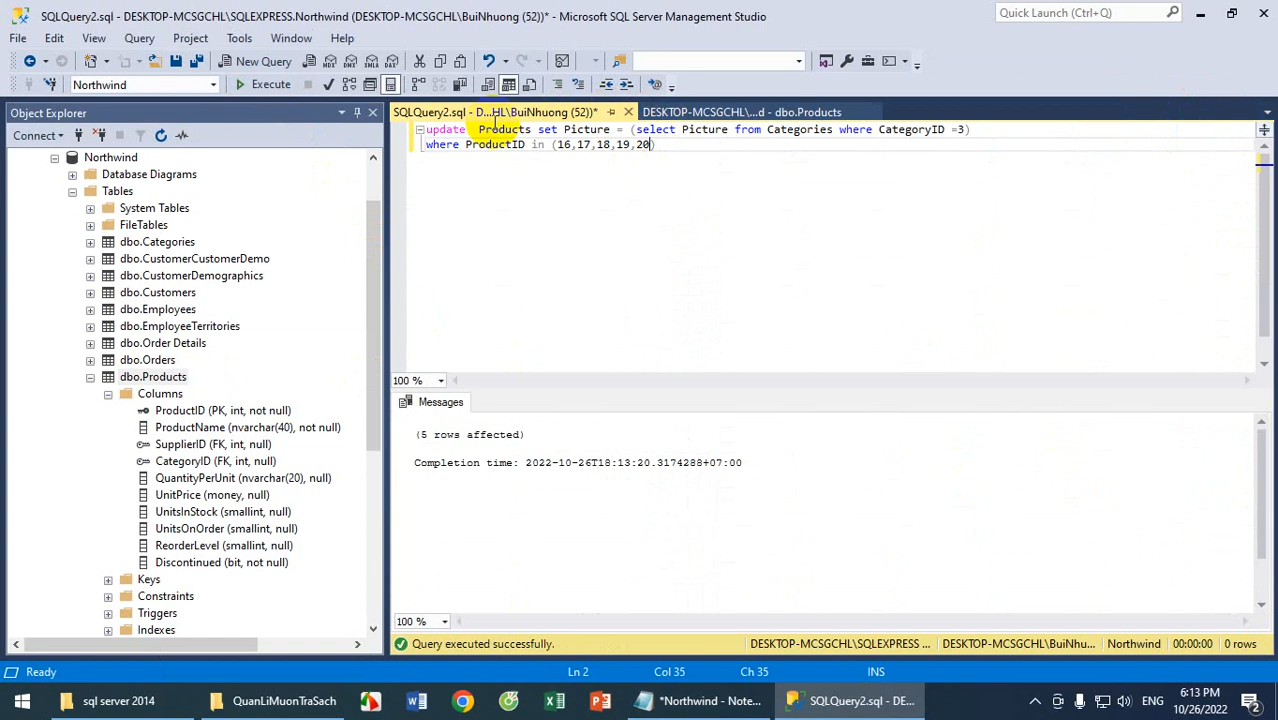 SQLQuery2.sql - DESKTOP-MCSGCHL\SQLEXPRESS.Northwind (DESKTOP-MCSGCHL\BuiNhuong (52))* - Microsoft SQL Server Management Studio
Quick Launch (Ctrl+Q)
File Edit View Query Project Tools Window Help
New Query MDX DMX XMLA DAX
Northwind Execute
Object Explorer
SQLQuery2.sql - D...HL\BuiNhuong (52))* DESKTOP-MCSGCHL\...d - dbo.Products
Connect
Northwind
Database Diagrams
Tables
System Tables
FileTables
dbo.Categories
dbo.CustomerCustomerDemo
dbo.CustomerDemographics
dbo.Customers
dbo.Employees
dbo.EmployeeTerritories
dbo.Order Details
dbo.Orders
dbo.Products
Columns
ProductID (PK, int, not null)
ProductName (nvarchar(40), not null)
SupplierID (FK, int, null)
CategoryID (FK, int, null)
QuantityPerUnit (nvarchar(20), null)
UnitPrice (money, null)
UnitsInStock (smallint, null)
UnitsOnOrder (smallint, null)
ReorderLevel (smallint, null)
Discontinued (bit, not null)
Keys
Constraints
Triggers
Indexes
update Products set Picture = (select Picture from Categories where CategoryID =3)
where ProductID in (16,17,18,19,20)
100 %
Messages
(5 rows affected)
Completion time: 2022-10-26T18:13:20.3174288+07:00
100 %
Query executed successfully. DESKTOP-MCSGCHL\SQLEXPRESS ... DESKTOP-MCSGCHL\BuiNhu... Northwind 00:00:00 0 rows
Ready Ln 2 Col 35 Ch 35 INS
sql server 2014 QuanLiMuonTraSach *Northwind - Note... SQLQuery2.sql - DE... ENG 6:13 PM
10/26/2022 2